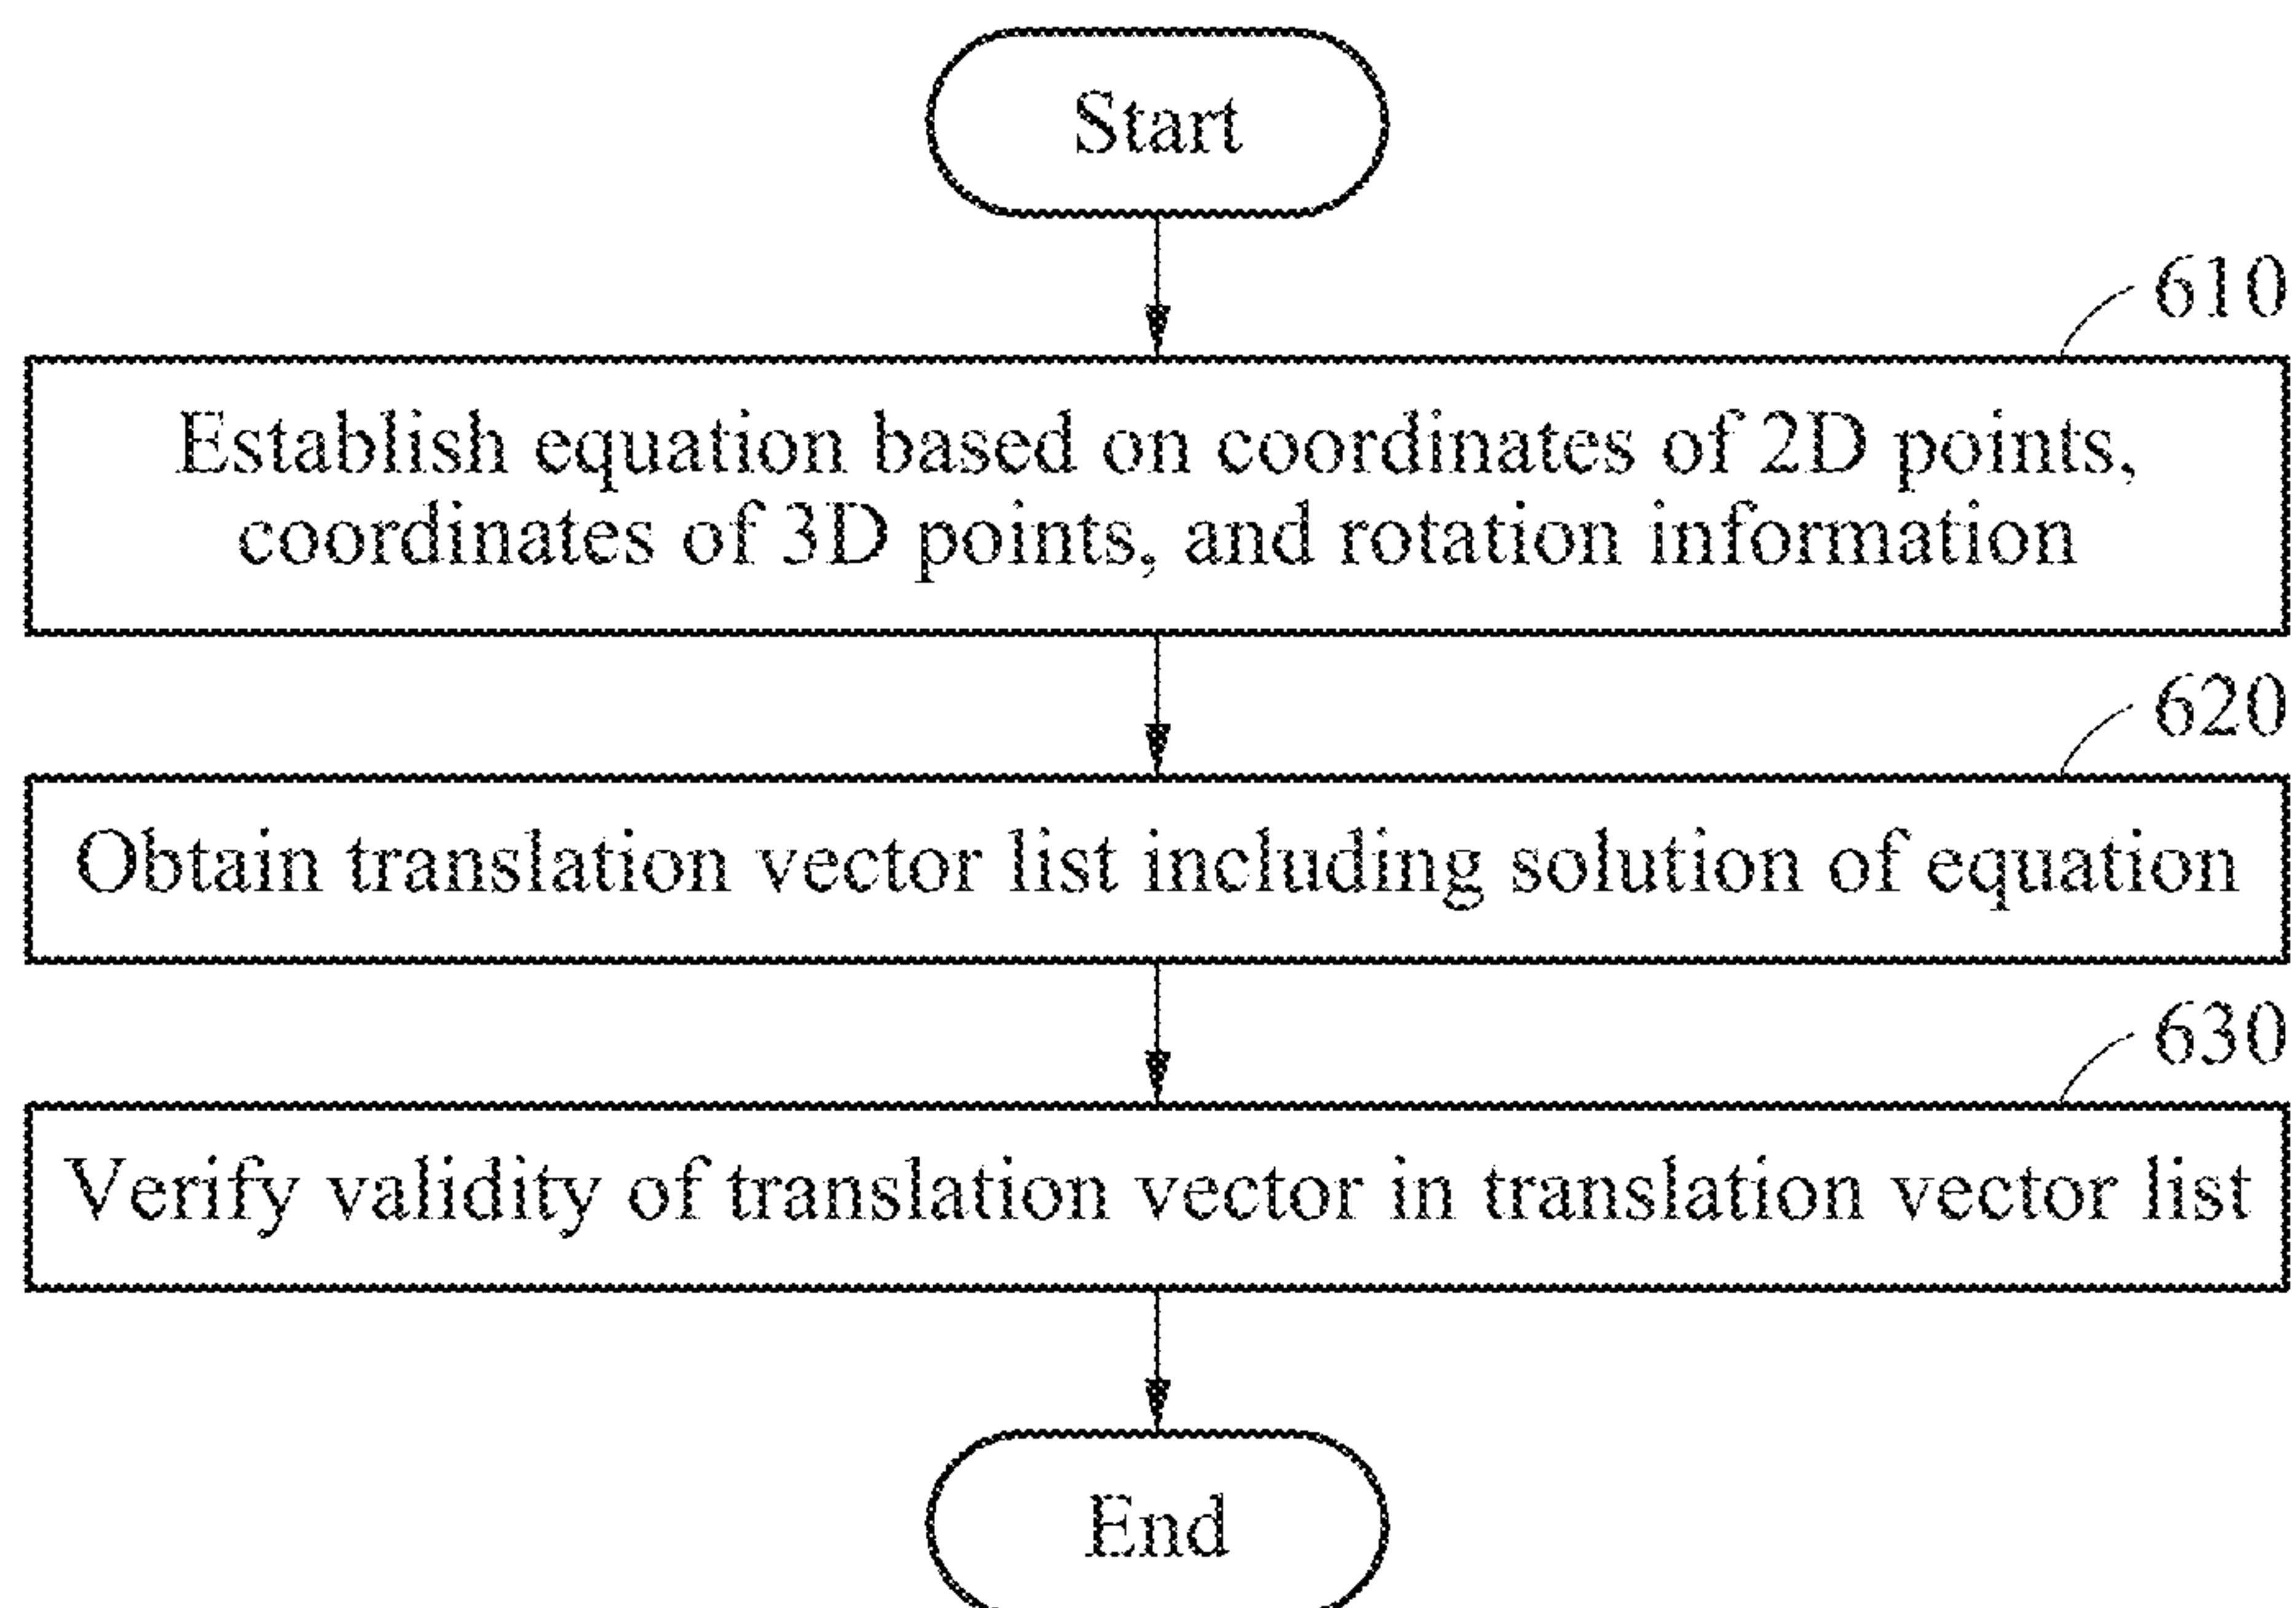 Start
610
Establish equation based on coordinates of 2D points,
coordinates of 3D points, and rotation information
620
Obtain translation vector list including solution of equation
630
Verify validity of translation vector in translation vector list
End